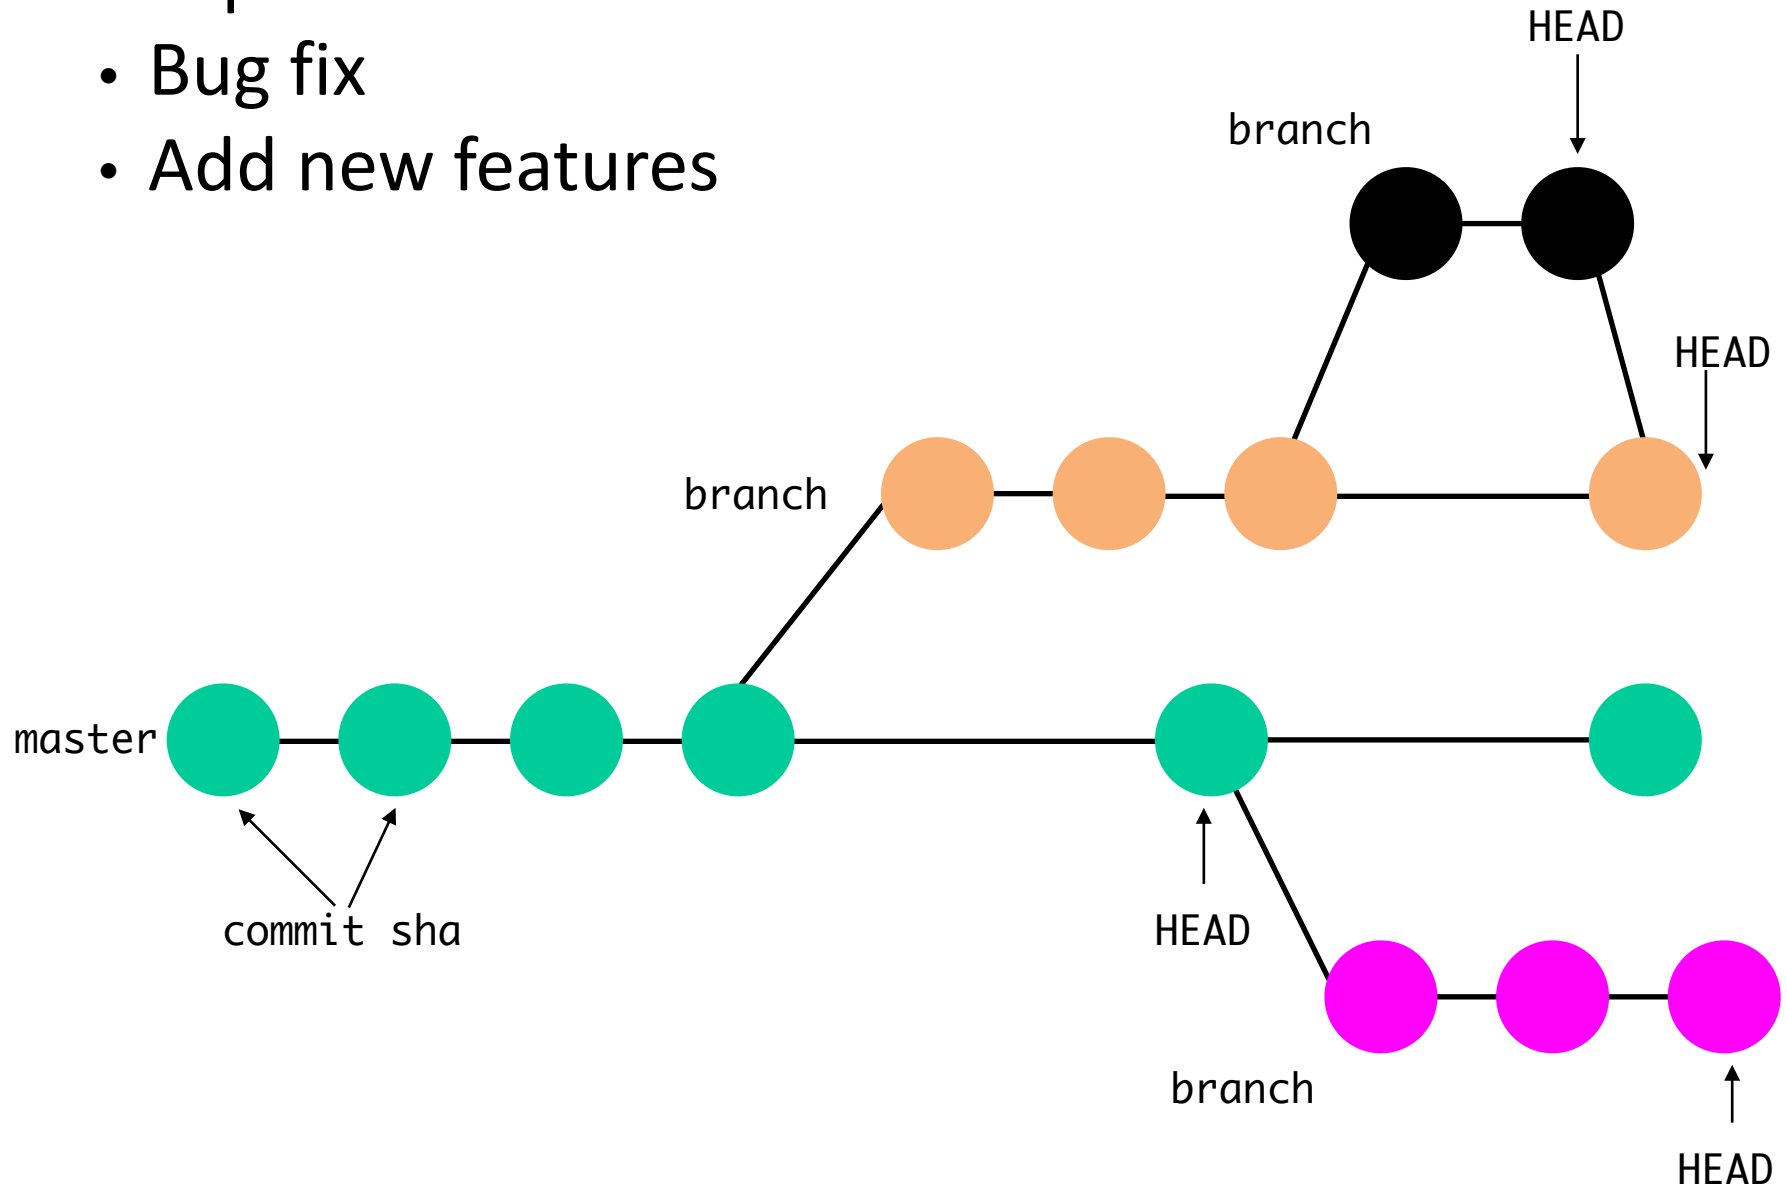 • Bug fix
• Add new features
HEAD
branch
HEAD
branch
master
commit sha
HEAD
branch
HEAD